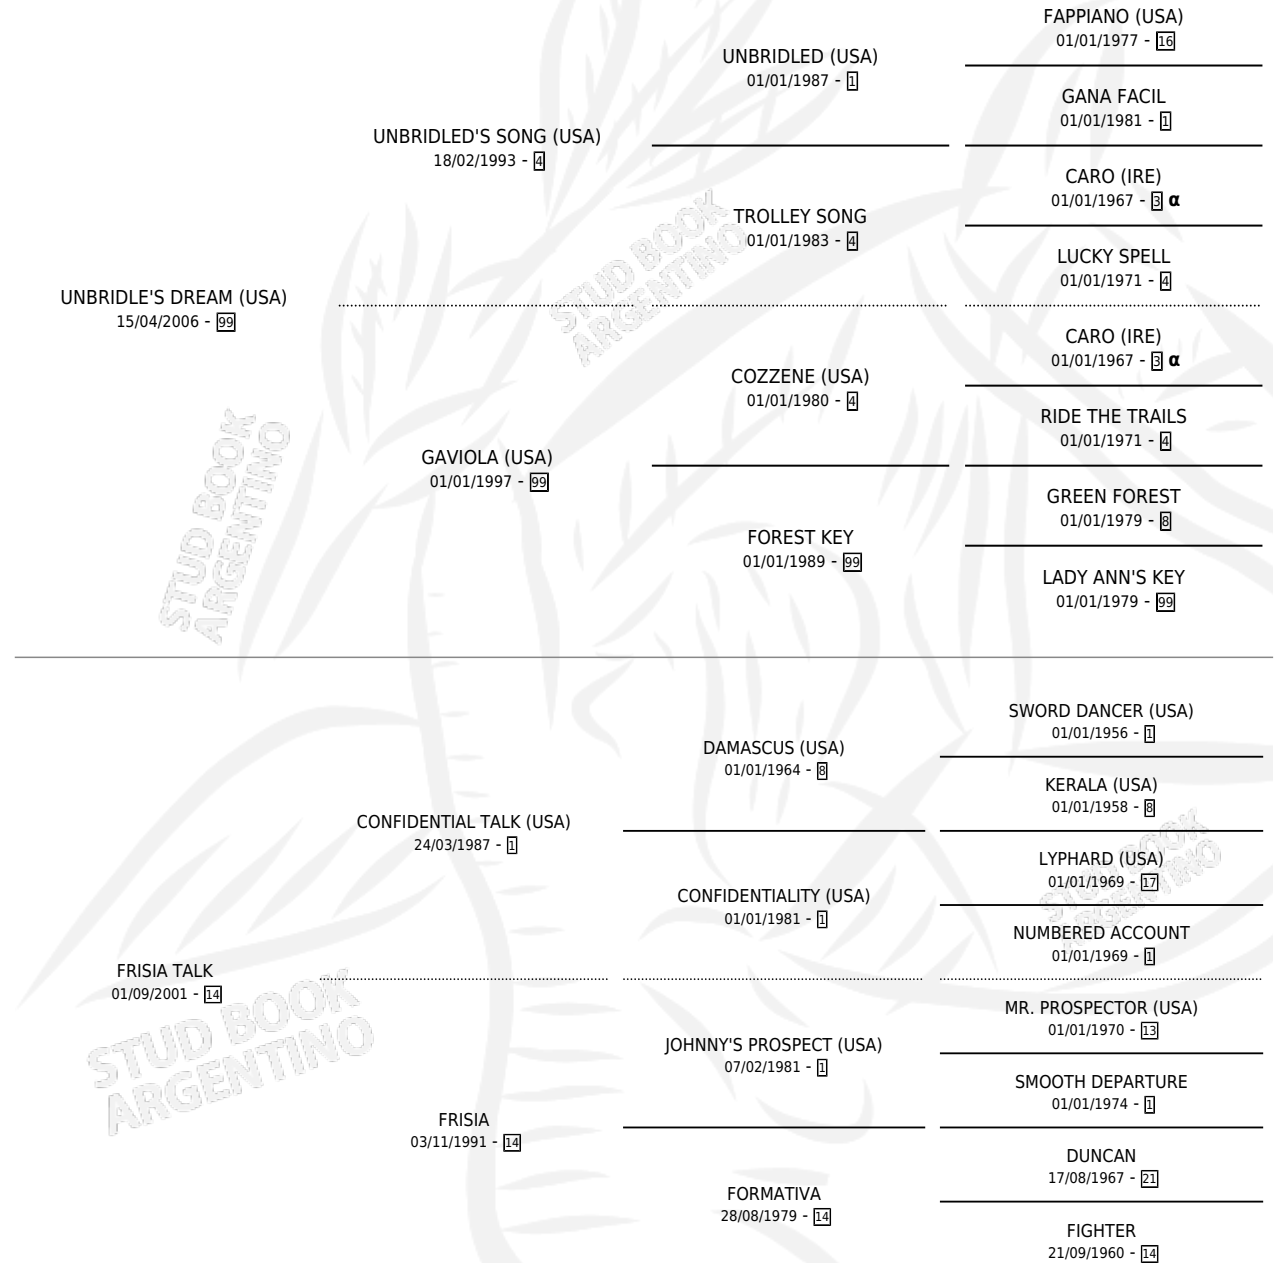 FAPPIANO (USA)
01/01/1977 - 16
UNBRIDLED (USA)
01/01/1987 - 1
GANA FACIL
01/01/1981 - 1
UNBRIDLED'S SONG (USA)
18/02/1993 - 4
CARO (IRE)
01/01/1967 - 3 α
TROLLEY SONG
01/01/1983 - 4
LUCKY SPELL
01/01/1971 - 4
STUD BOOK
ARGENTINO
UNBRIDLE'S DREAM (USA)
15/04/2006 - 99
CARO (IRE)
01/01/1967 - 3 α
COZZENE (USA)
01/01/1980 - 4
RIDE THE TRAILS
01/01/1971 - 4
GAVIOLA (USA)
01/01/1997 - 99
GREEN FOREST
01/01/1979 - 8
FOREST KEY
01/01/1989 - 99
LADY ANN'S KEY
01/01/1979 - 99
STUD BOOK
ARGENTINO
SWORD DANCER (USA)
01/01/1956 - 1
DAMASCUS (USA)
01/01/1964 - 8
KERALA (USA)
01/01/1958 - 8
CONFIDENTIAL TALK (USA)
24/03/1987 - 1
LYPHARD (USA)
01/01/1969 - 17
CONFIDENTIALITY (USA)
01/01/1981 - 1
NUMBERED ACCOUNT
01/01/1969 - 1
STUD BOOK
ARGENTINO
FRISIA TALK
01/09/2001 - 14
MR. PROSPECTOR (USA)
01/01/1970 - 13
JOHNNY'S PROSPECT (USA)
07/02/1981 - 1
SMOOTH DEPARTURE
01/01/1974 - 1
STUD BOOK
ARGENTINO
FRISIA
03/11/1991 - 14
DUNCAN
17/08/1967 - 21
FORMATIVA
28/08/1979 - 14
FIGHTER
21/09/1960 - 14